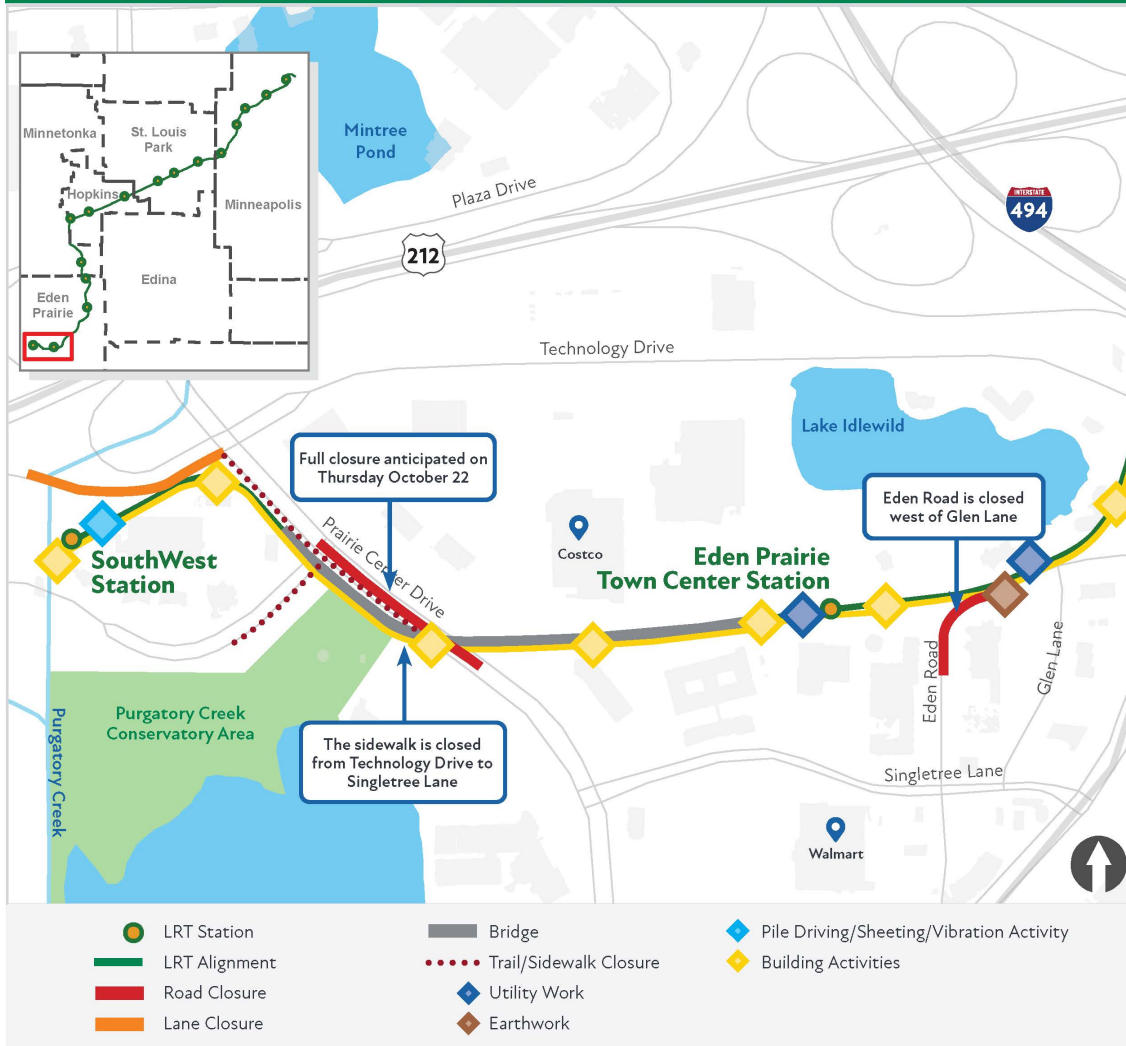 Mintree
Pond
Minnetonka
St. Louis
Park
Hopkins
Minneapolis
Edina
Eden
Prairie
Plaza Drive
212
INTERSTATE
494
Technology Drive
Lake Idlewild
Full closure anticipated on
Thursday October 22
Eden Road is closed
west of Glen Lane
Prairie Center Drive
Costco
SouthWest
Station
Eden Prairie
Town Center Station
Eden Road
Glen Lane
Purgatory Creek
Conservatory Area
Purgatory Creek
The sidewalk is closed
from Technology Drive to
Singletree Lane
Singletree Lane
Walmart
LRT Station
LRT Alignment
Road Closure
Lane Closure
Bridge
Trail/Sidewalk Closure
Utility Work
Earthwork
Pile Driving/Sheeting/Vibration Activity
Building Activities